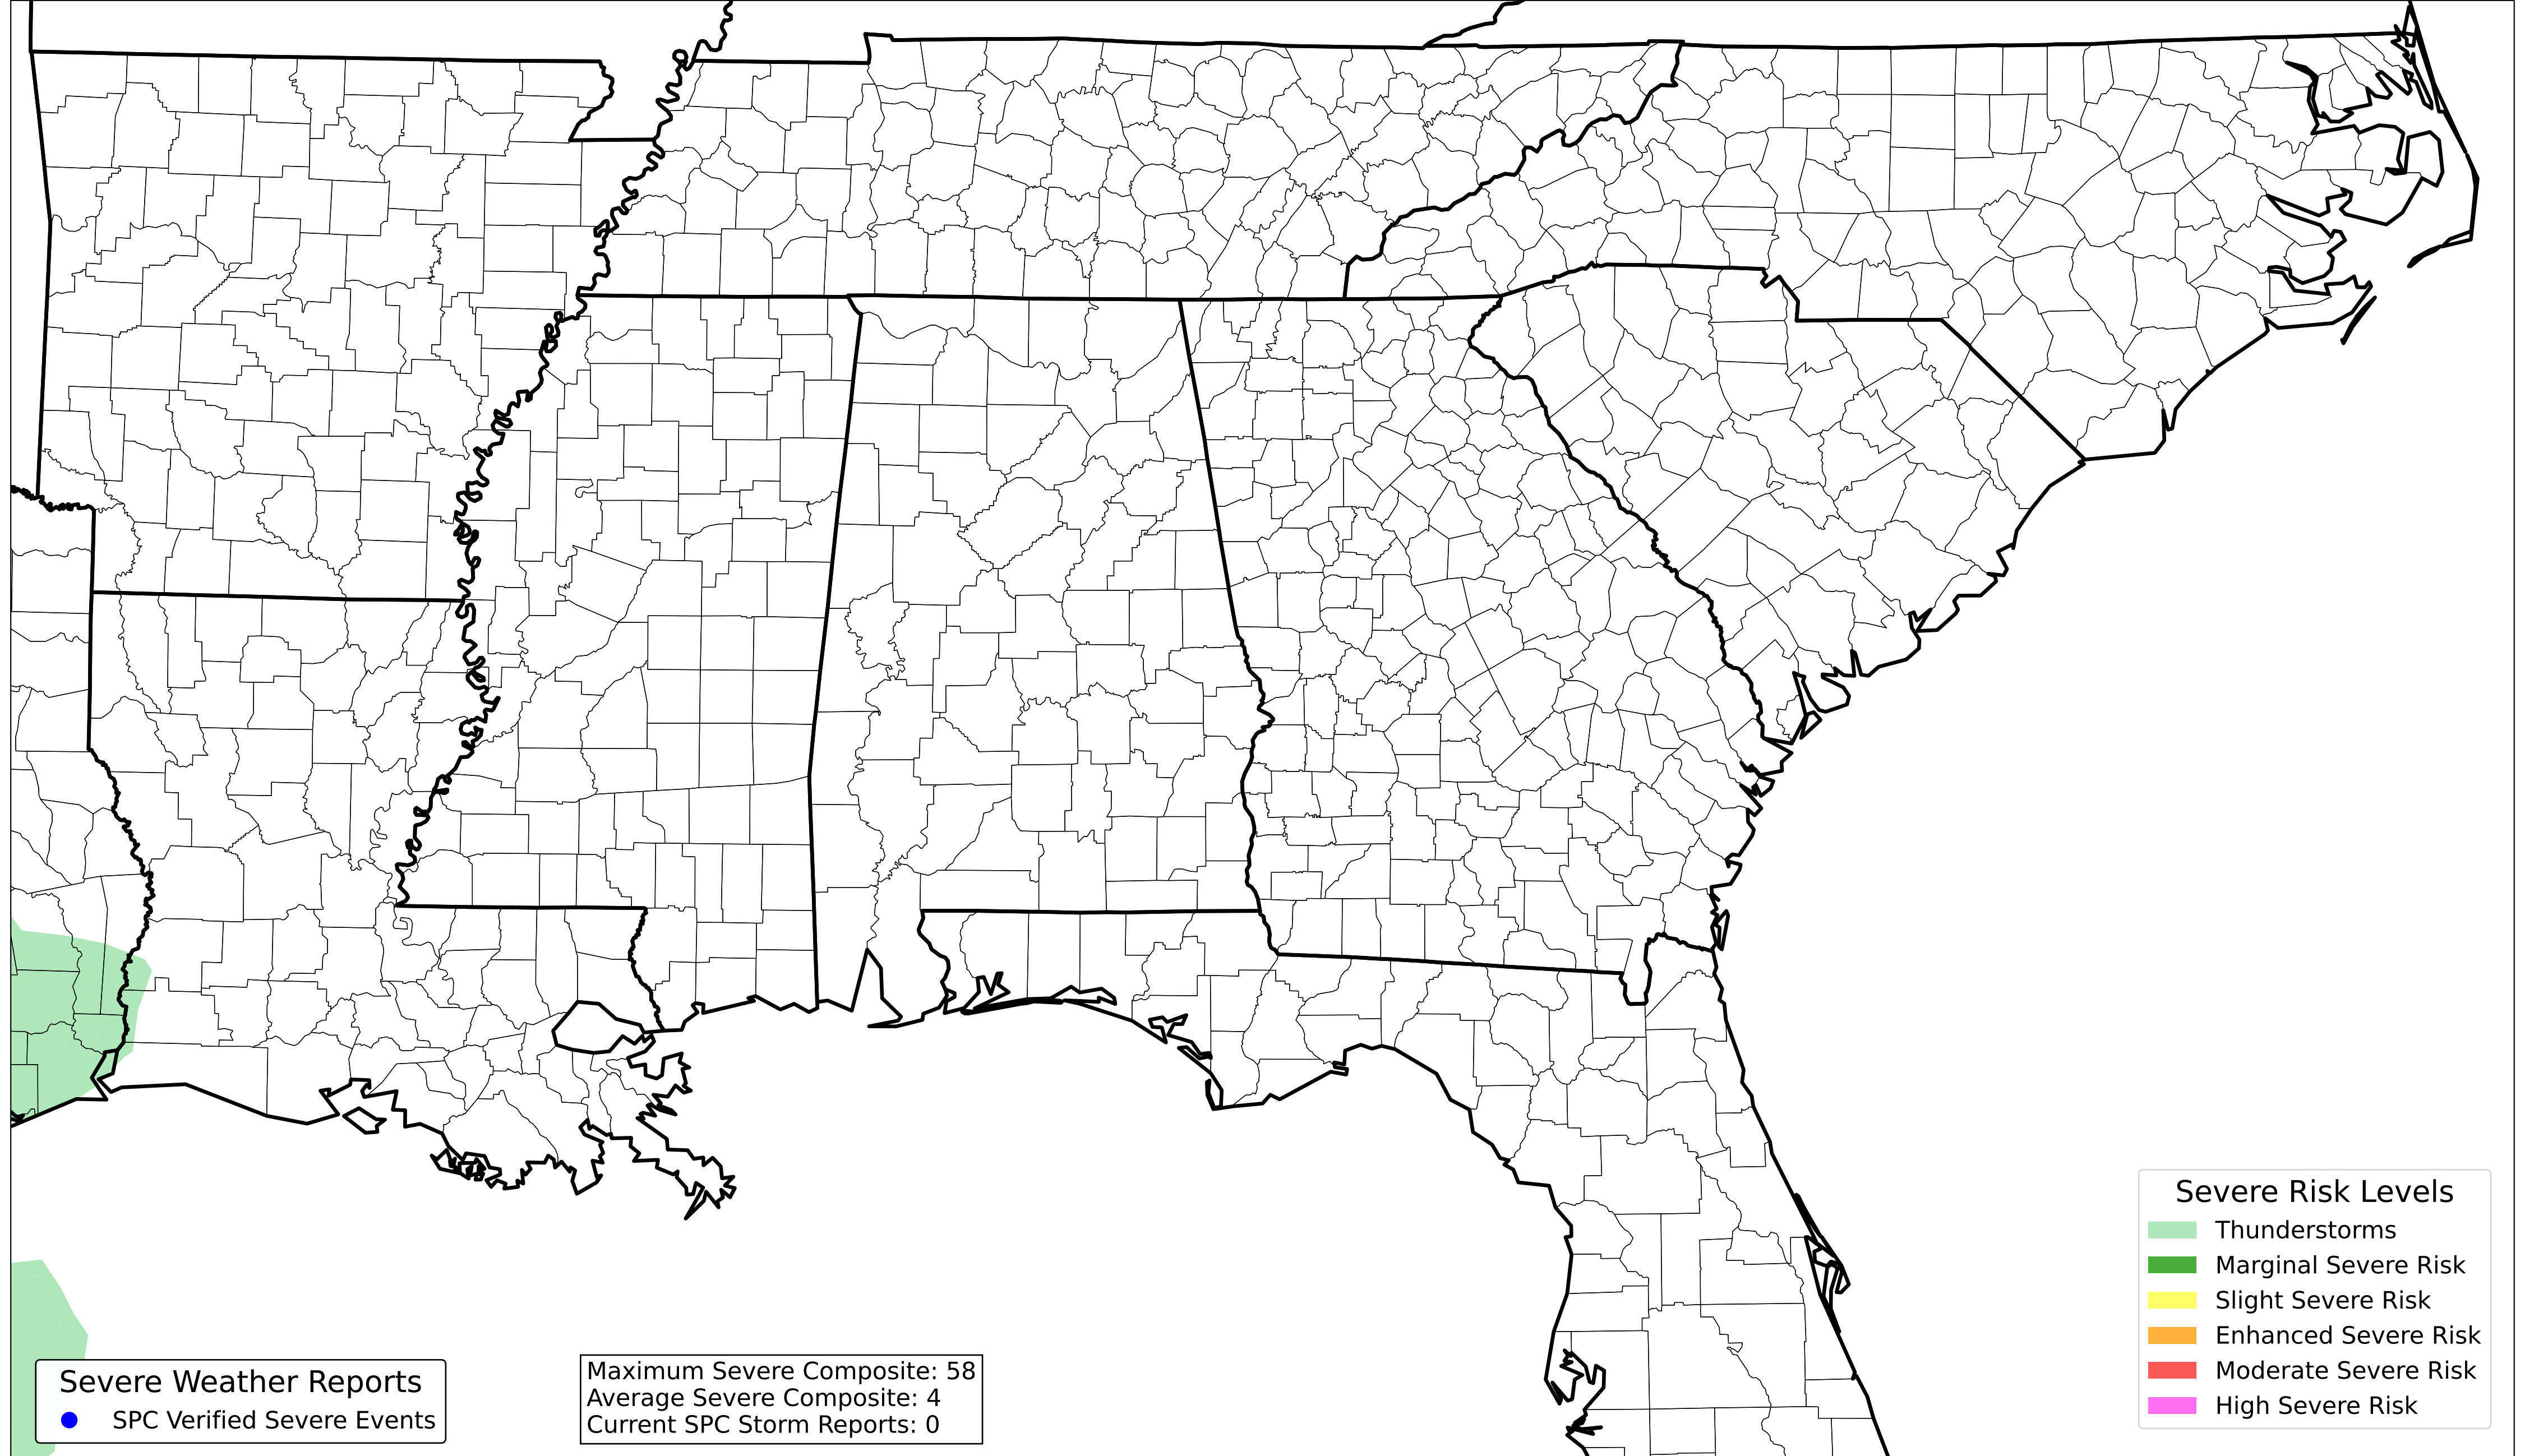 Severe Weather Reports
SPC Verified Severe Events
Maximum Severe Composite: 58
Average Severe Composite: 4
Current SPC Storm Reports: 0
Severe Risk Levels
Thunderstorms
Marginal Severe Risk
Slight Severe Risk
Enhanced Severe Risk
Moderate Severe Risk
High Severe Risk